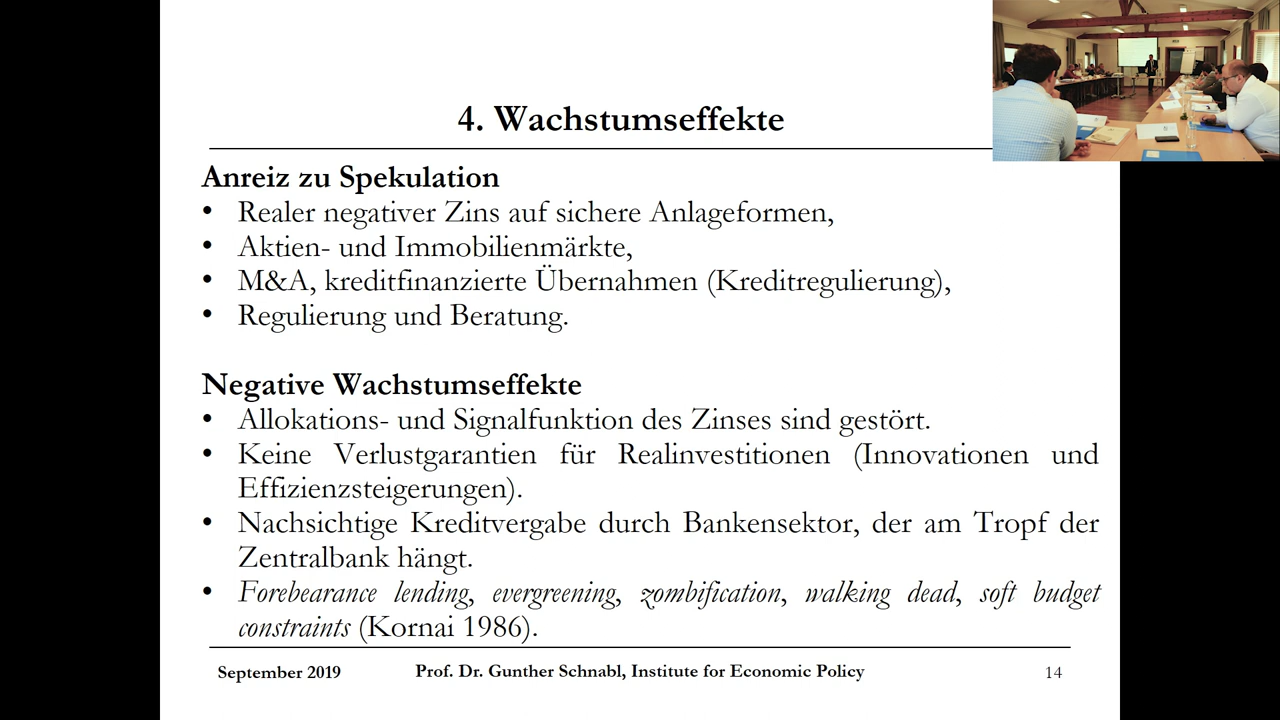 4. Wachstumseffekte
Anreiz zu Spekulation
• Realer negativer Zins auf sichere Anlageformen,
• Aktien- und Immobilienmärkte,
• M&A, kreditfinanzierte Übernahmen (Kreditregulierung),
• Regulierung und Beratung.
Negative Wachstumseffekte
• Allokations- und Signalfunktion des Zinses sind gestört.
• Keine Verlustgarantien für Realinvestitionen (Innovationen und
Effizienzsteigerungen).
• Nachsichtige Kreditvergabe durch Bankensektor, der am Tropf der
Zentralbank hängt.
• Forebearance lending, evergreening, zombification, walking dead, soft budget
constraints (Kornai 1986).
September 2019 Prof. Dr. Gunther Schnabl, Institute for Economic Policy 14